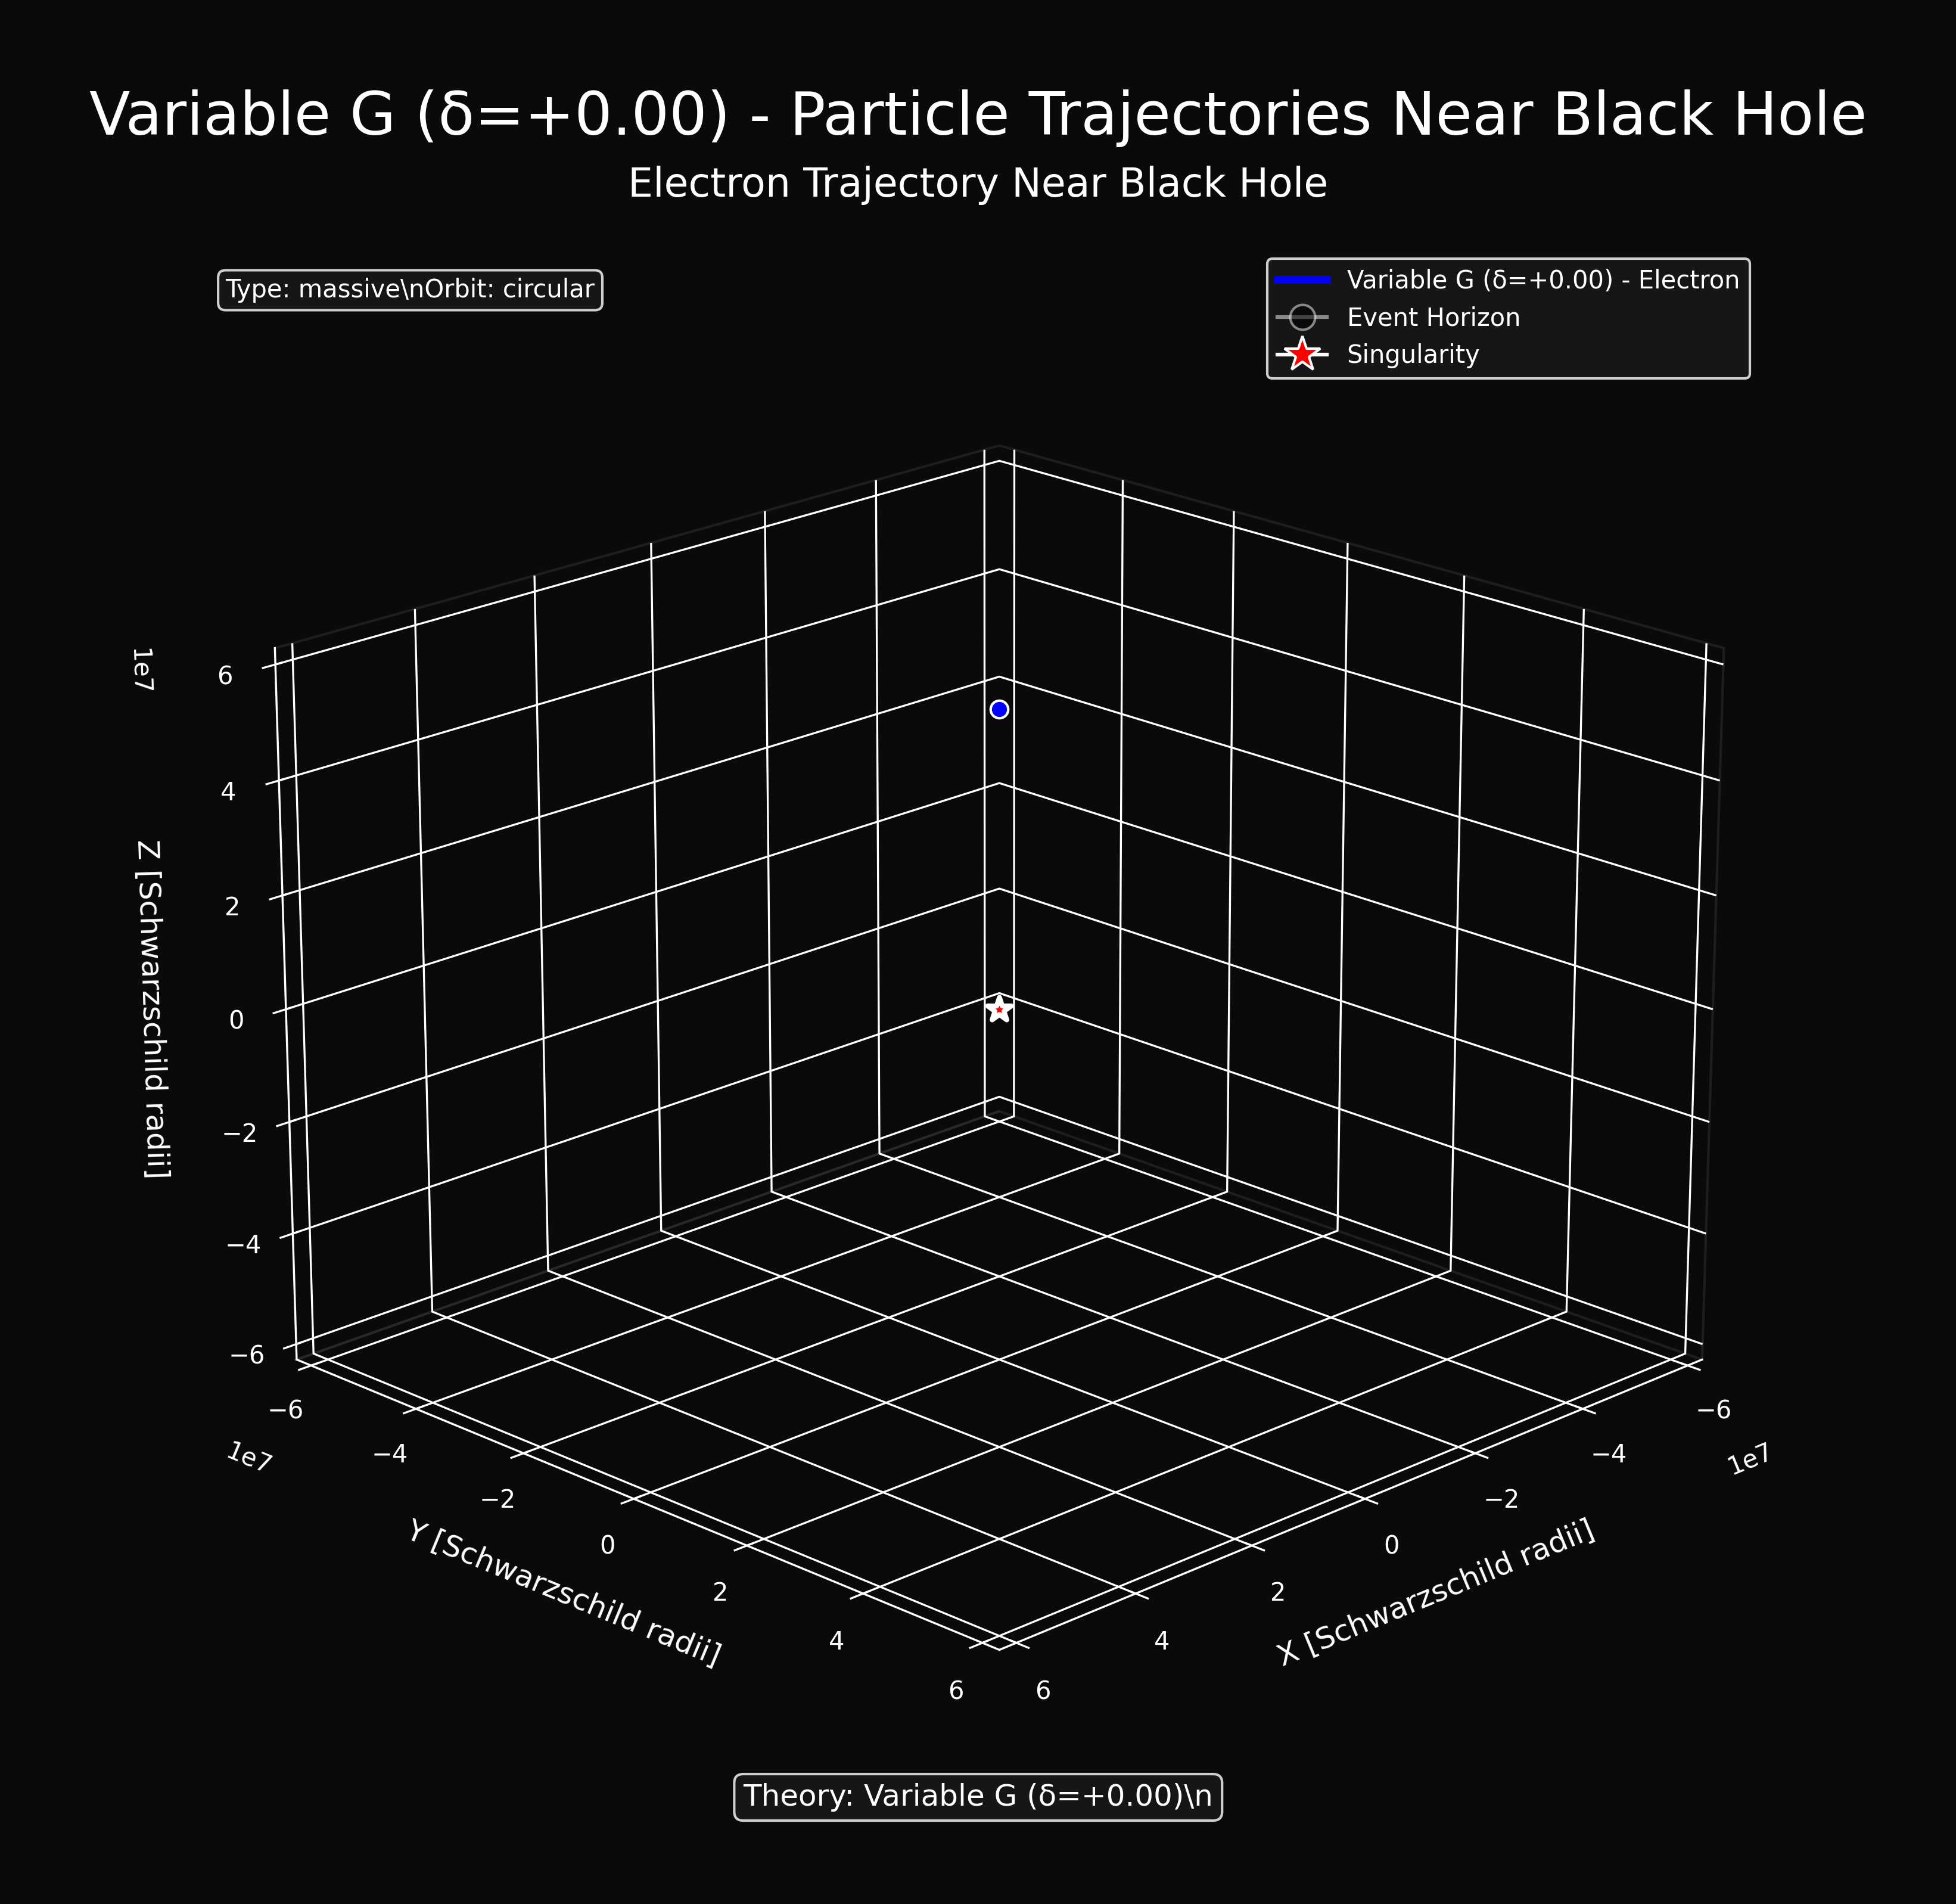 Variable G (δ=+0.00) - Particle Trajectories Near Black Hole
Electron Trajectory Near Black Hole
Type: massive\nOrbit: circular
Variable G (δ=+0.00) - Electron
Event Horizon
Singularity
1e7
6
4
2
0
−2
−4
−6
Z [Schwarzschild radii]
−6
−4
−2
0
2
4
6
1e7
Y [Schwarzschild radii]
6
4
2
0
−2
−4
−6
1e7
X [Schwarzschild radii]
Theory: Variable G (δ=+0.00)\n